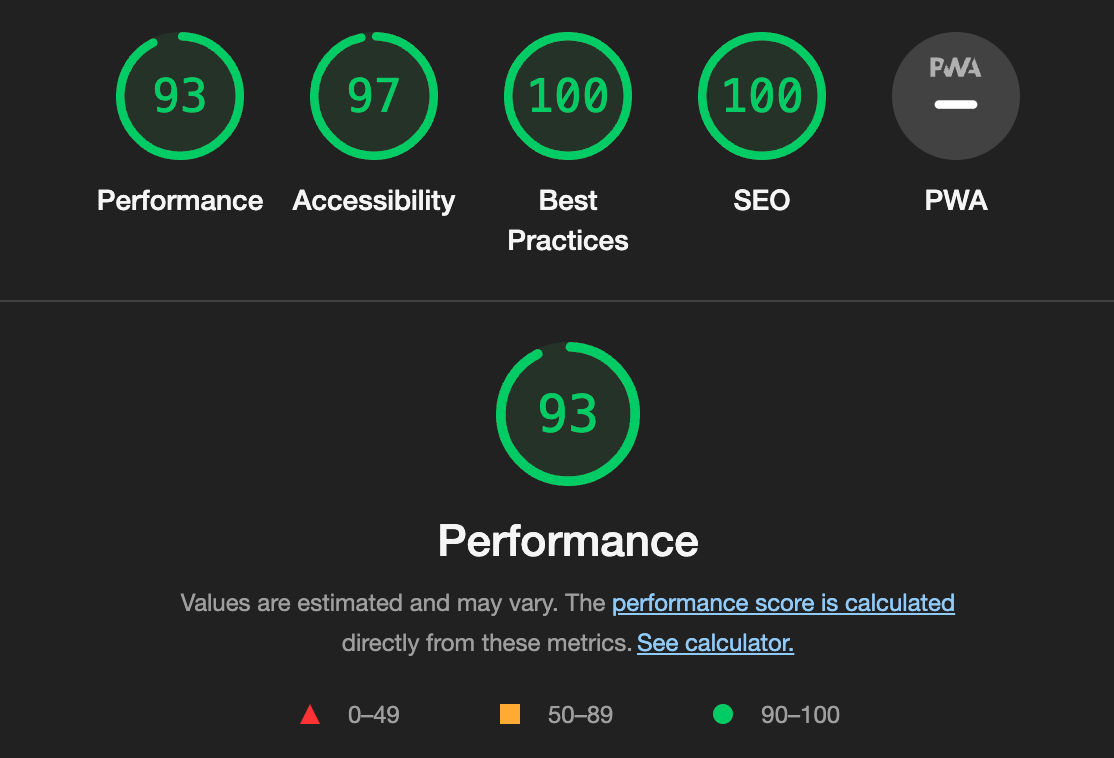 93
97
100
100
PWA
Performance
Accessibility
Best
Practices
SEO
PWA
93
Performance
Values are estimated and may vary. The performance score is calculated
directly from these metrics. See calculator.
0–49
50–89
90–100